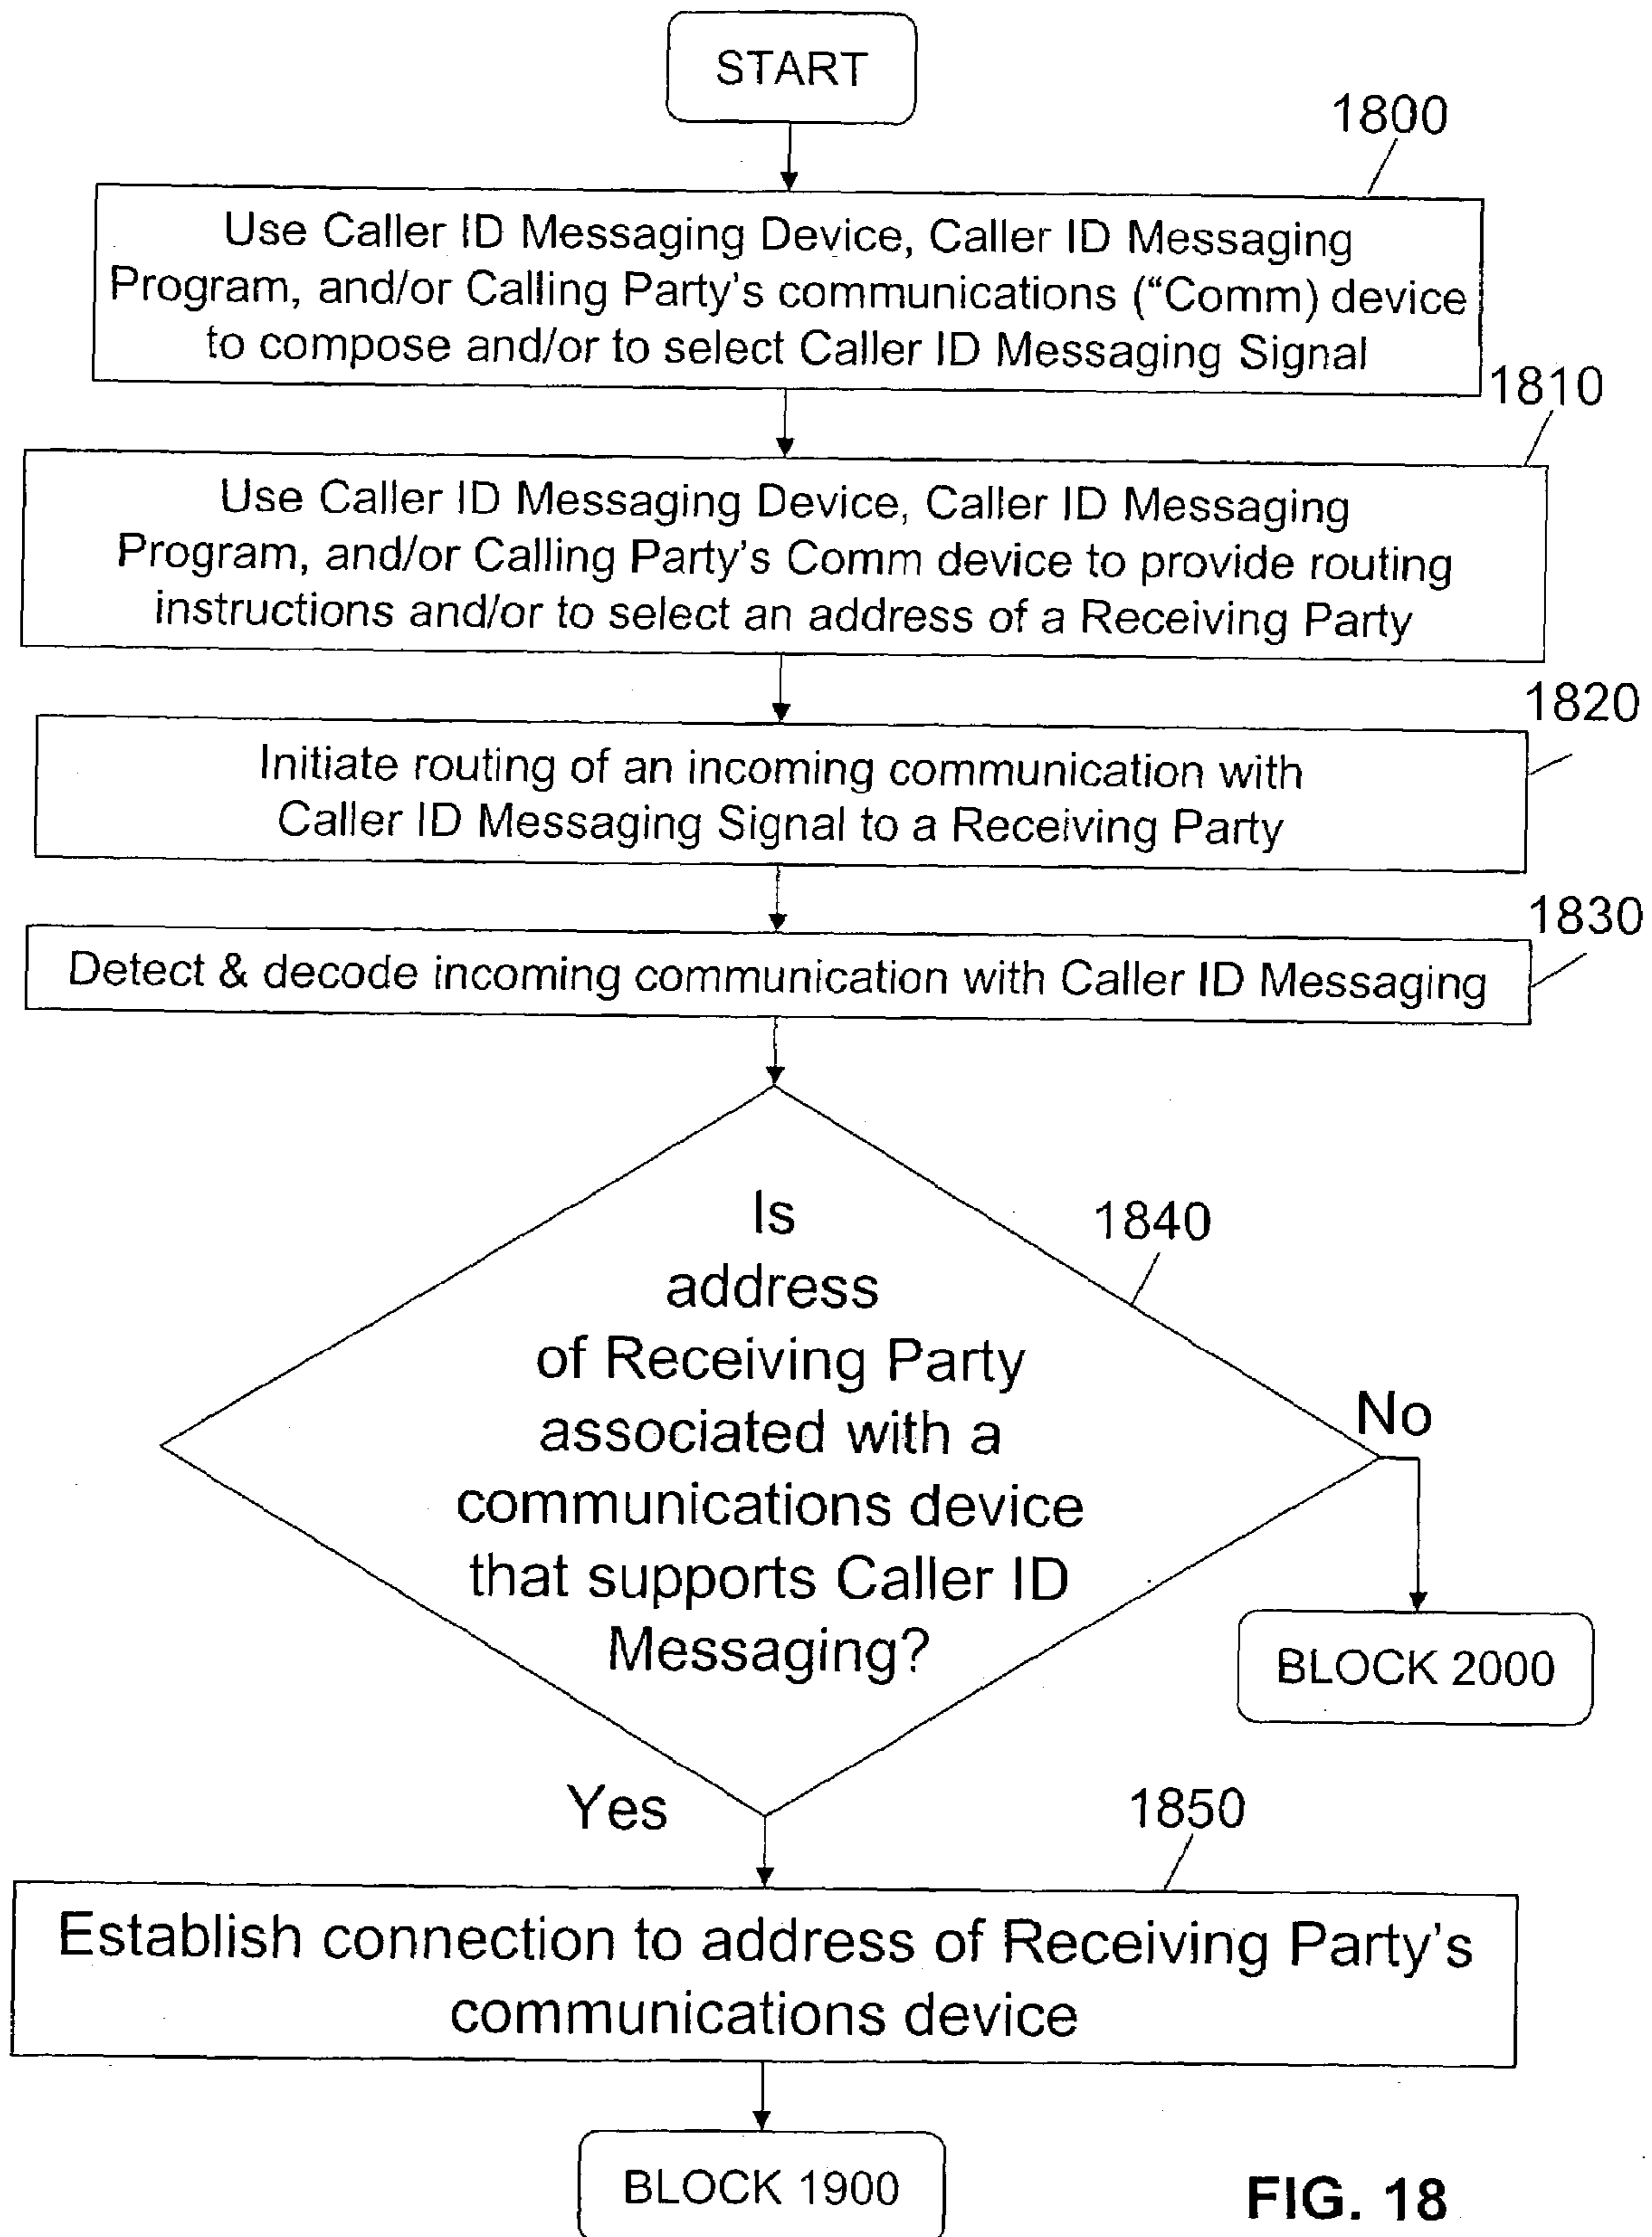 START
1800
Use Caller ID Messaging Device, Caller ID Messaging
Program, and/or Calling Party's communications (“Comm) device
to compose and/or to select Caller ID Messaging Signal
1810
Use Caller ID Messaging Device, Caller ID Messaging
Program, and/or Calling Party's Comm device to provide routing
instructions and/or to select an address of a Receiving Party
1820
Initiate routing of an incoming communication with
Caller ID Messaging Signal to a Receiving Party
1830
Detect & decode incoming communication with Caller ID Messaging
1840
Is
address
of Receiving Party
associated with a
communications device
that supports Caller ID
Messaging?
No
BLOCK 2000
Yes
1850
Establish connection to address of Receiving Party's
communications device
BLOCK 1900
FIG. 18